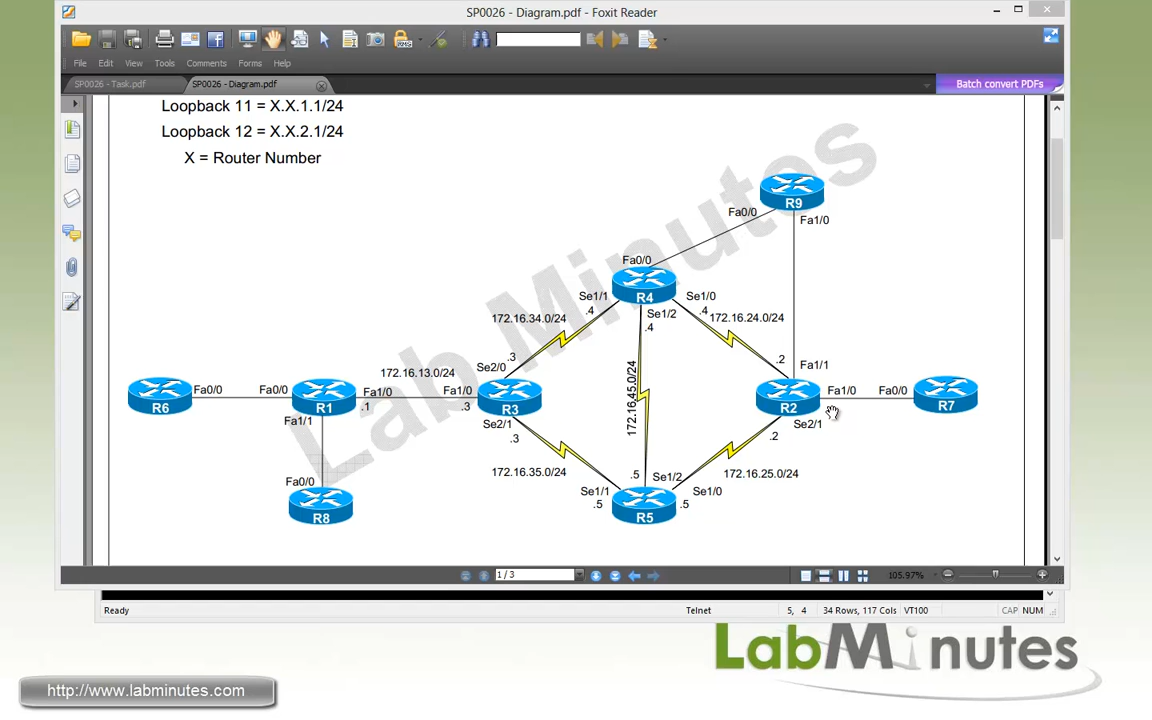 SP0026 - Diagram.pdf - Foxit Reader
File Edit View Tools Comments Forms Help
SP0026 - Task.pdf SP0026 - Diagram.pdf Batch convert PDFs
Loopback 11 = X.X.1.1/24
Loopback 12 = X.X.2.1/24
X = Router Number
Lab Minutes
R9
Fa0/0
Fa1/0
Fa0/0
R4
Se1/1
Se1/0
.4
.4
Se1/2
.4
172.16.34.0/24
172.16.24.0/24
.3
.2
Se2/0
Fa1/1
172.16.13.0/24
172.16.45.0/24
R6
Fa0/0
Fa0/0
R1
Fa1/0
.1
Fa1/0
.3
R3
R2
Fa1/0
Fa0/0
R7
Fa1/1
Se2/1
.3
Se2/1
.2
172.16.35.0/24
172.16.25.0/24
Fa0/0
R8
.5
Se1/2
Se1/1
.5
Se1/0
.5
R5
1/3
105.97%
Ready Telnet 5, 4 34 Rows, 117 Cols VT100 CAP NUM
LabMinutes
http://www.labminutes.com